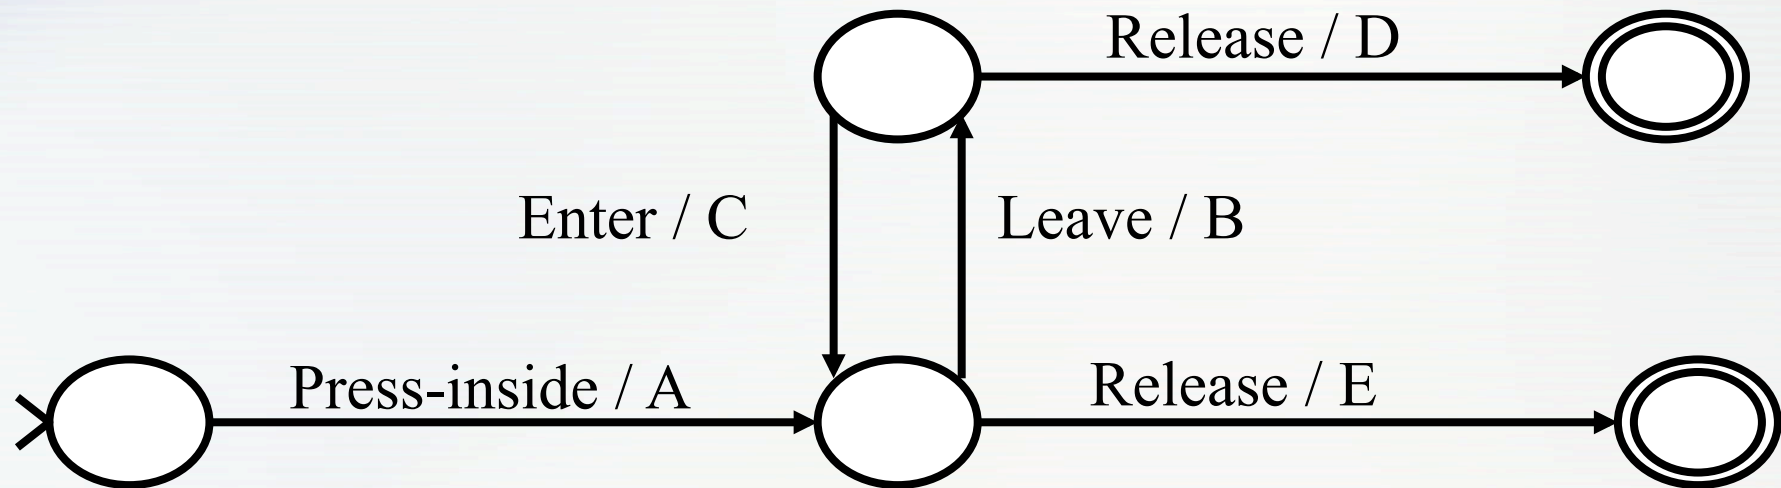 Release / D
Enter / C
Leave / B
Press-inside / A
Release / E